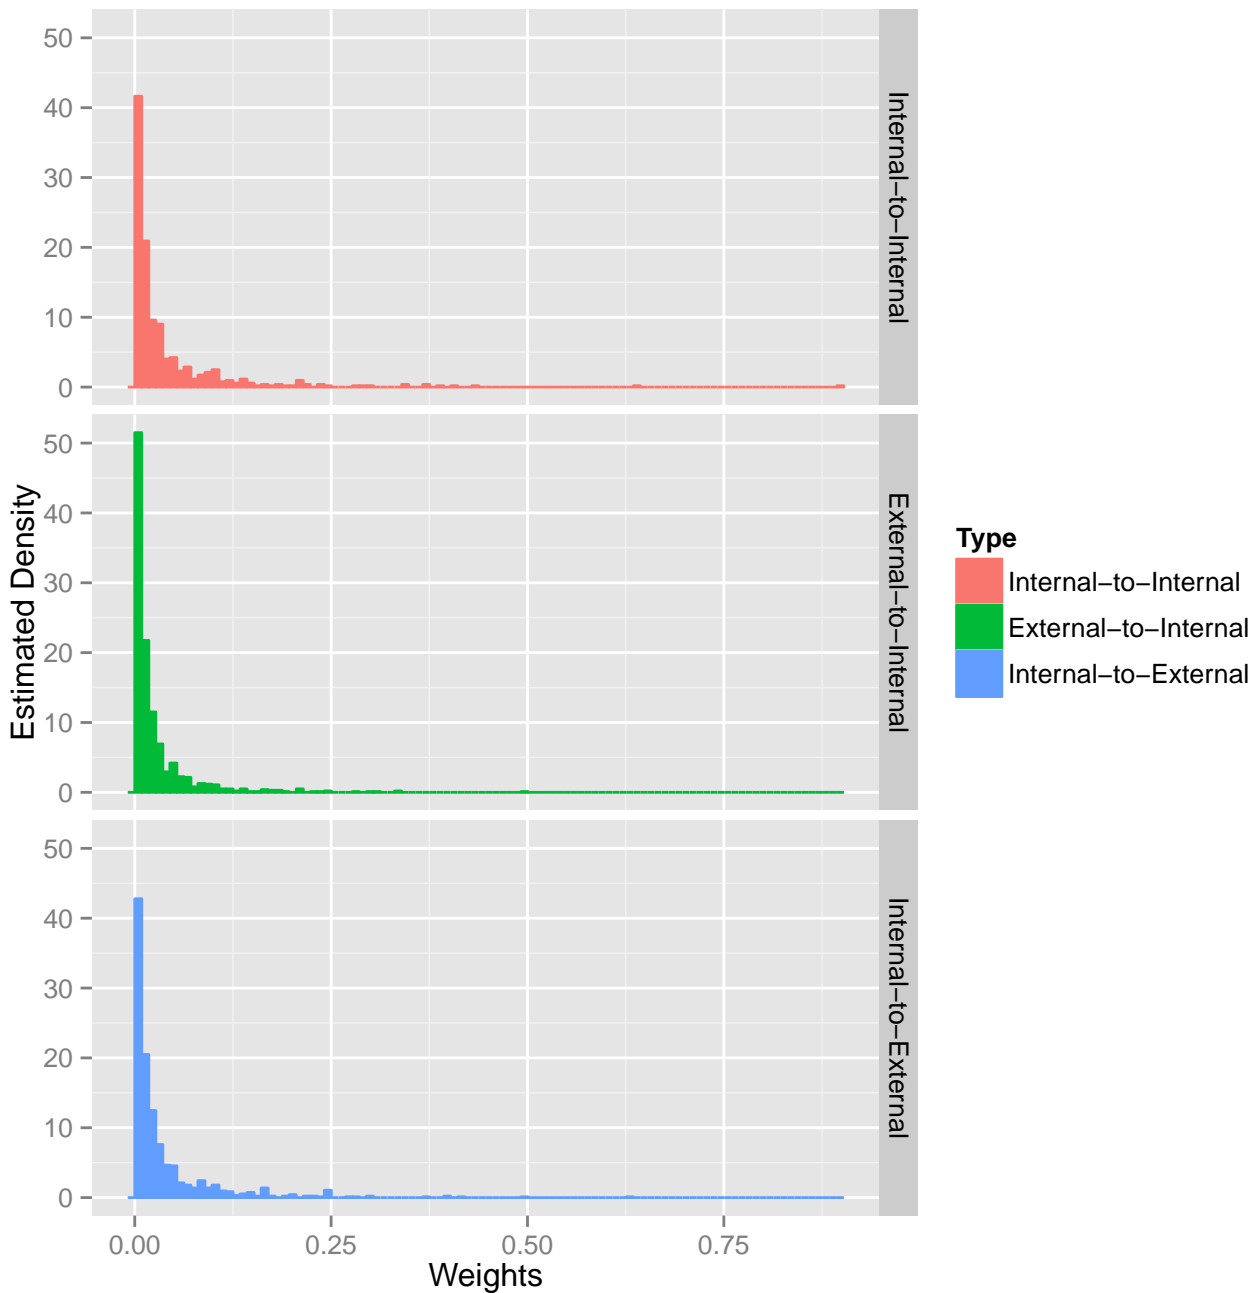 50
40
30
20
10
0
Internal−to−Internal
50
40
30
20
10
0
External−to−Internal
50
40
30
20
10
0
Internal−to−External
Estimated Density
0.00 0.25 0.50 0.75
Weights
Type
Internal−to−Internal
External−to−Internal
Internal−to−External